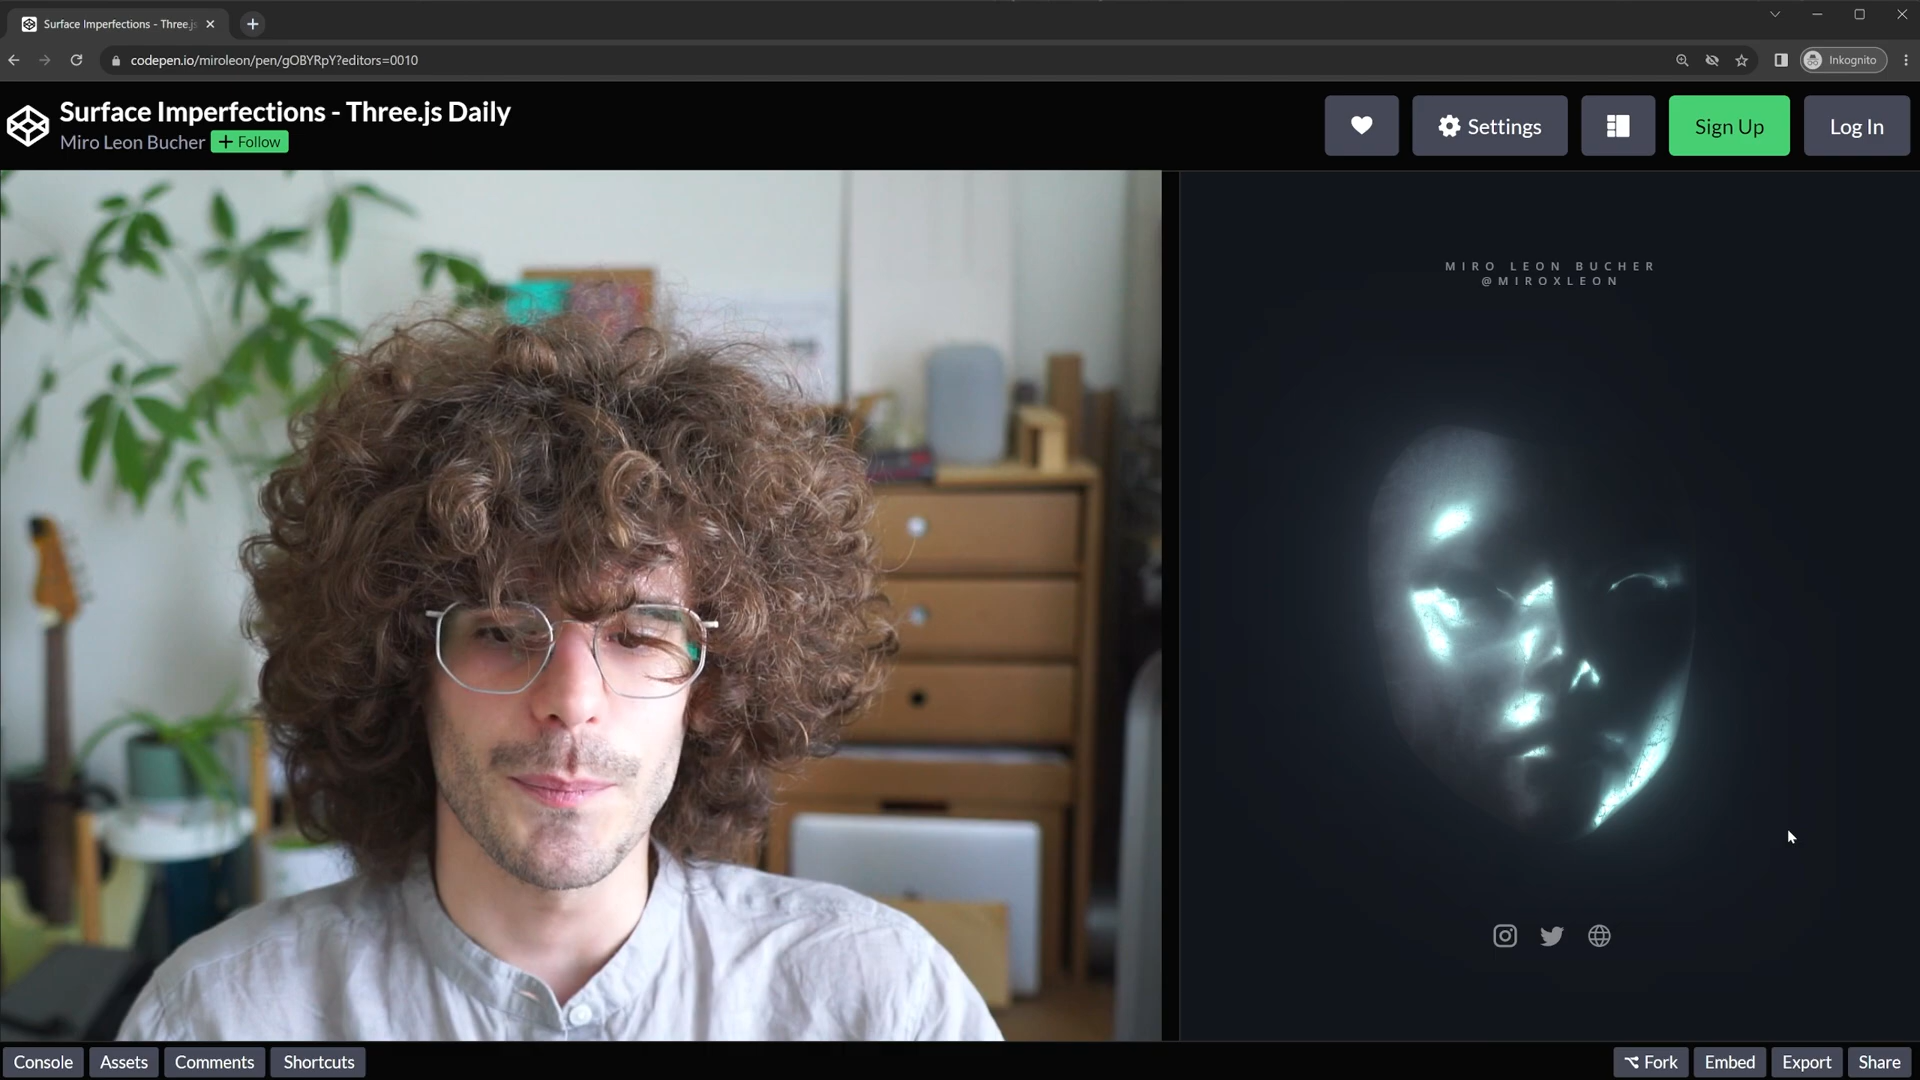 Surface Imperfections - Three.js
codepen.io/miroleon/pen/gOBYRpY?editors=0010
Inkognito
Surface Imperfections - Three.js Daily
Miro Leon Bucher
+ Follow
Settings
Sign Up
Log In
MIRO LEON BUCHER
@MIROXLEON
Console
Assets
Comments
Shortcuts
Fork
Embed
Export
Share